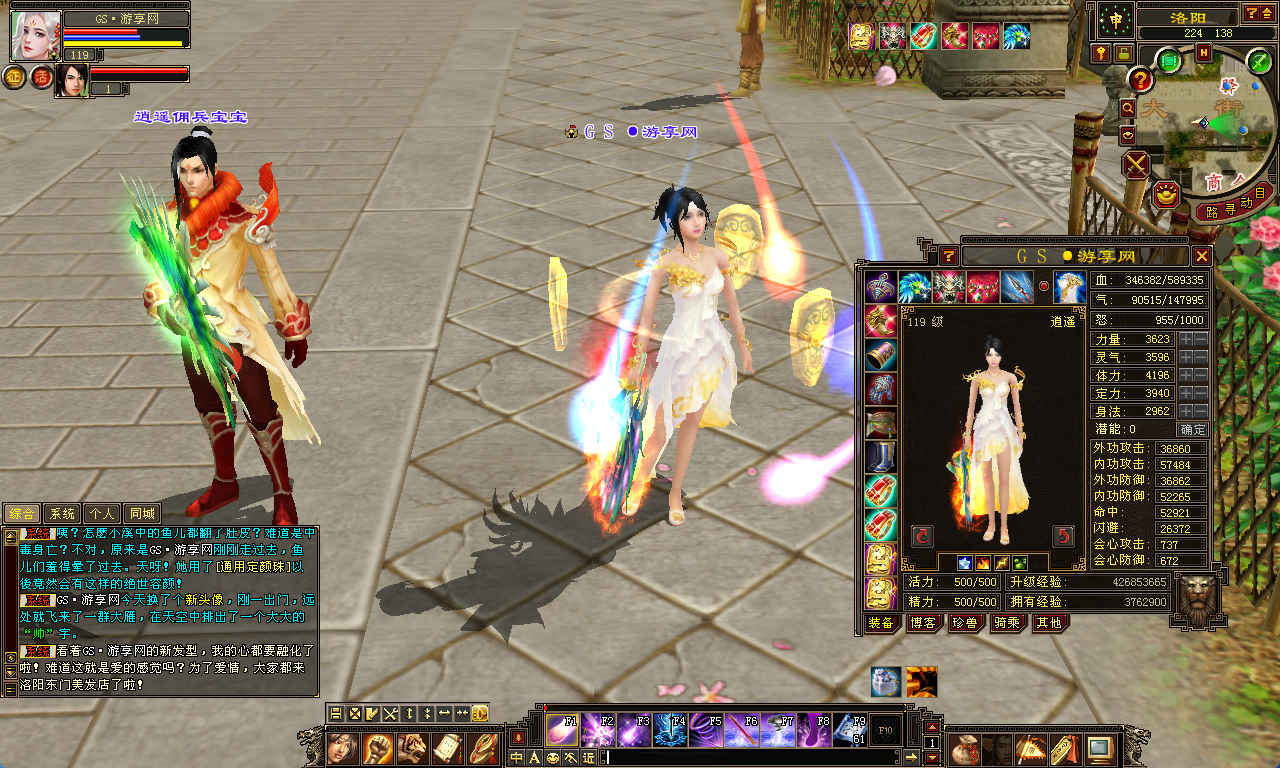 GS·游享网
119
征 活
1
逍遥佣兵宝宝
GS●游享网
申
洛阳
224 138
N
大 街
驿
商
自动寻路
GS●游享网
119 级
逍遥
血: 346382/589335
气: 90515/147995
怒: 955/1000
力量: 3623
灵气: 3596
体力: 4196
定力: 3940
身法: 2962
潜能:0 确定
外功攻击: 36860
内功攻击: 57484
外功防御: 36862
内功防御: 52265
命中: 52921
闪避: 26372
会心攻击: 737
会心防御: 672
活力: 500/500 升级经验: 426853665
精力: 500/500 拥有经验: 3762900
装备 博客 珍兽 骑乘 其他
综合 系统 个人 同城
系统 咦?怎麽小溪中的鱼儿都翻了肚皮?难道是中
毒身亡?不对,原来是GS·游享网刚刚走过去,鱼
儿们羞得晕了过去。天呀!她用了[通用定颜珠]以
後竟然会有这样的绝世容颜!
系统 GS·游享网今天换了个新头像,刚一出门,远
处就飞来了一群大雁,在天空中排出了一个大大的
“帅”字。
系统 看着GS·游享网的新发型,我的心都要融化了
啦!难道这就是爱的感觉吗?为了爱情,大家都来
洛阳东门美发店了啦!
F1 F2 F3 F4 F5 F6 F7 F8 F9 F10
61
1
中 A 近